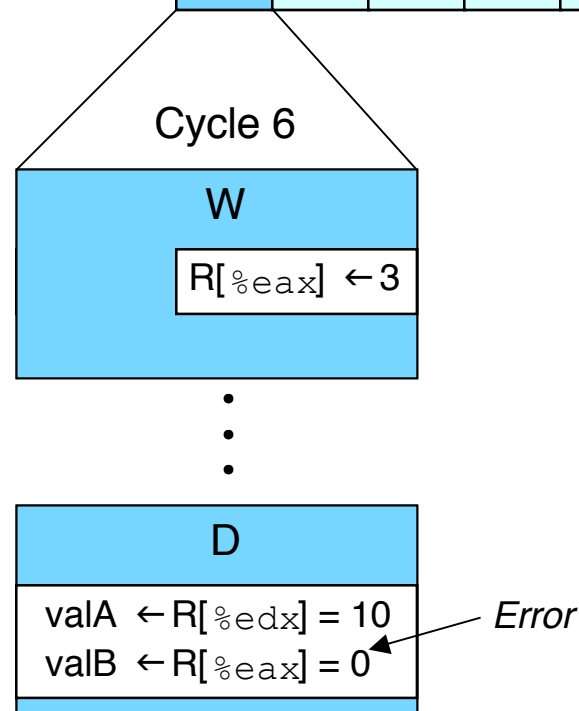 Cycle 6
W
R[%eax] ←3
D
valA ←R[%edx] = 10
valB ←R[%eax] = 0
Error